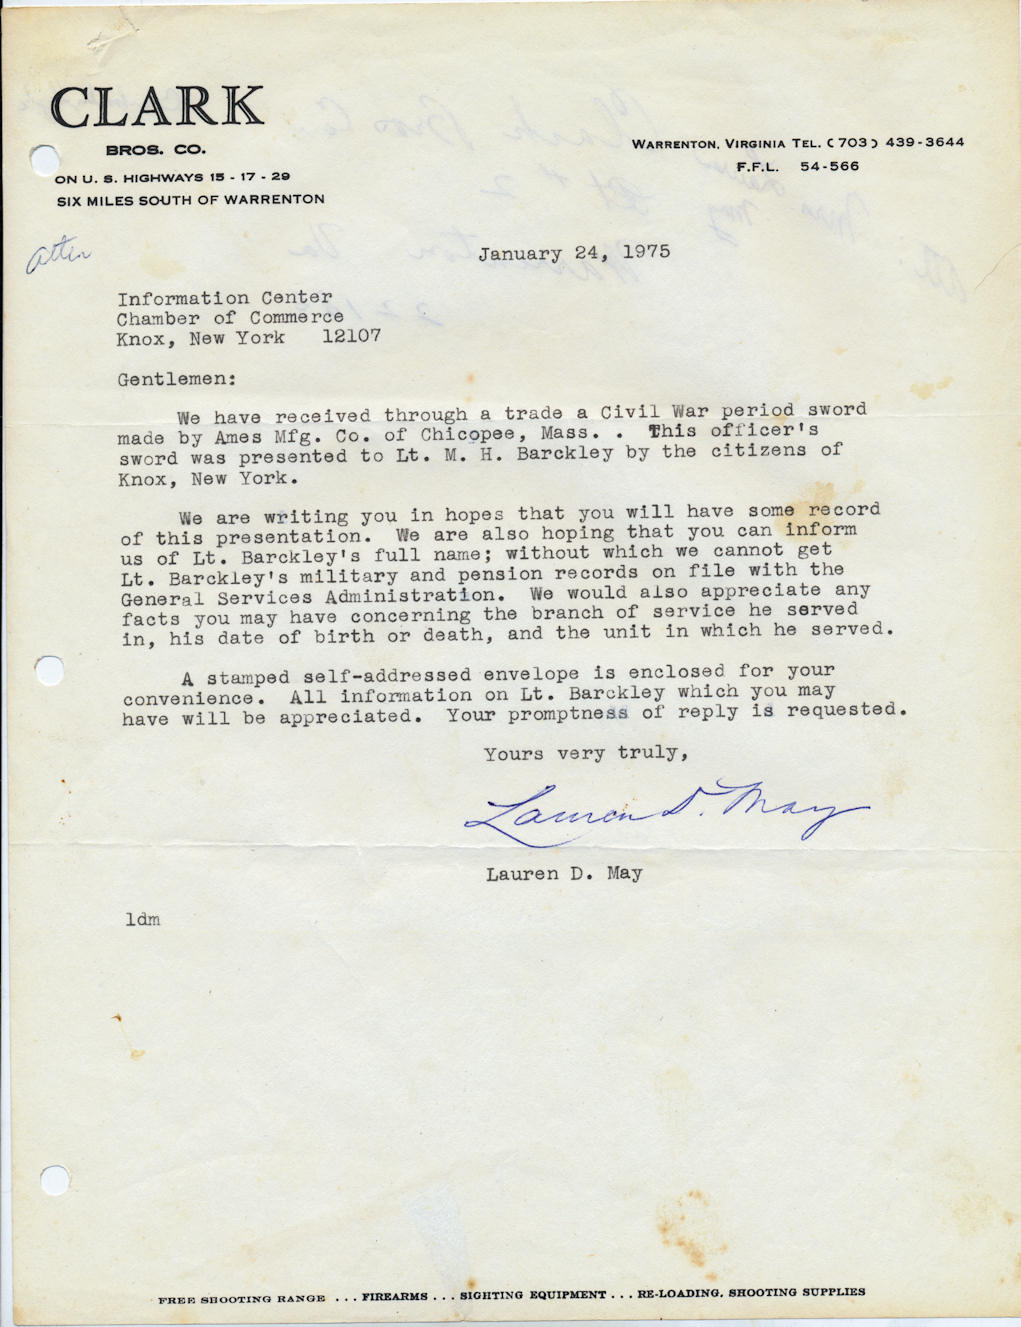 CLARK
BROS. CO.
ON U. S. HIGHWAYS 15 - 17 - 29
SIX MILES SOUTH OF WARRENTON
WARRENTON, VIRGINIA TEL. (703) 439-3644
F.F.L. 54-566
Atten
January 24, 1975
Information Center
Chamber of Commerce
Knox, New York 12107
Gentlemen:
We have received through a trade a Civil War period sword
made by Ames Mfg. Co. of Chicopee, Mass. . This officer's
sword was presented to Lt. M. H. Barckley by the citizens of
Knox, New York.
We are writing you in hopes that you will have some record
of this presentation. We are also hoping that you can inform
us of Lt. Barckley's full name; without which we cannot get
Lt. Barckley's military and pension records on file with the
General Services Administration. We would also appreciate any
facts you may have concerning the branch of service he served
in, his date of birth or death, and the unit in which he served.
A stamped self-addressed envelope is enclosed for your
convenience. All information on Lt. Barckley which you may
have will be appreciated. Your promptness of reply is requested.
Yours very truly,
Lauren D. May
Lauren D. May
ldm
FREE SHOOTING RANGE . . . FIREARMS . . . SIGHTING EQUIPMENT . . . RE-LOADING, SHOOTING SUPPLIES